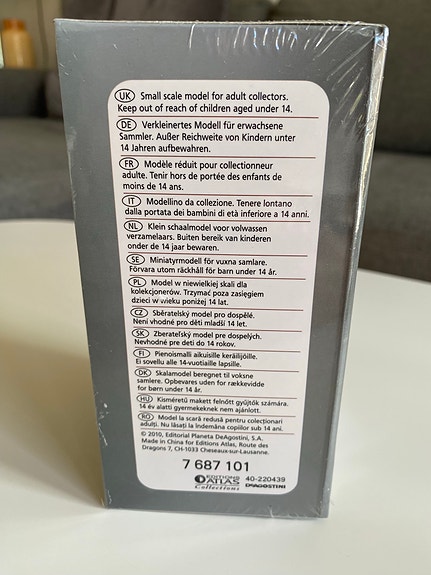 UK Small scale model for adult collectors.
Keep out of reach of children aged under 14.
DE Verkleinertes Modell für erwachsene
Sammler. Außer Reichweite von Kindern unter
14 Jahren aufbewahren.
FR Modèle réduit pour collectionneur
adulte. Tenir hors de portée des enfants de
moins de 14 ans.
IT Modellino da collezione. Tenere lontano
dalla portata dei bambini di età inferiore a 14 anni.
NL Klein schaalmodel voor volwassen
verzamelaars. Buiten bereik van kinderen
onder de 14 jaar bewaren.
SE Miniatyrmodell för vuxna samlare.
Förvara utom räckhåll för barn under 14 år.
PL Model w niewielkiej skali dla
kolekcjonerów. Trzymać poza zasięgiem
dzieci w wieku poniżej 14 lat.
CZ Sběratelský model pro dospělé.
Není vhodné pro děti mladší 14 let.
SK Zberateľský model pre dospelých.
Nevhodné pre deti do 14 rokov.
FI Pienoismalli aikuisille keräilijöille.
Ei sovellu alle 14-vuotiaille lapsille.
DK Skalamodel beregnet til voksne
samlere. Opbevares uden for rækkevidde
for børn under 14 år.
HU Kisméretű makett felnőtt gyűjtők számára.
14 év alatti gyermekeknek nem ajánlott.
RO Model la scară redusă pentru colecționari
adulți. Nu lăsați la îndemâna copiilor sub 14 ani.
© 2010, Editorial Planeta DeAgostini, S.A.
Made in China for Editions Atlas, Route des
Dragons 7, CH-1033 Cheseaux-sur-Lausanne.
7 687 101
EDITIONS
ATLAS
Collections
40-220439
DeAGOSTINI